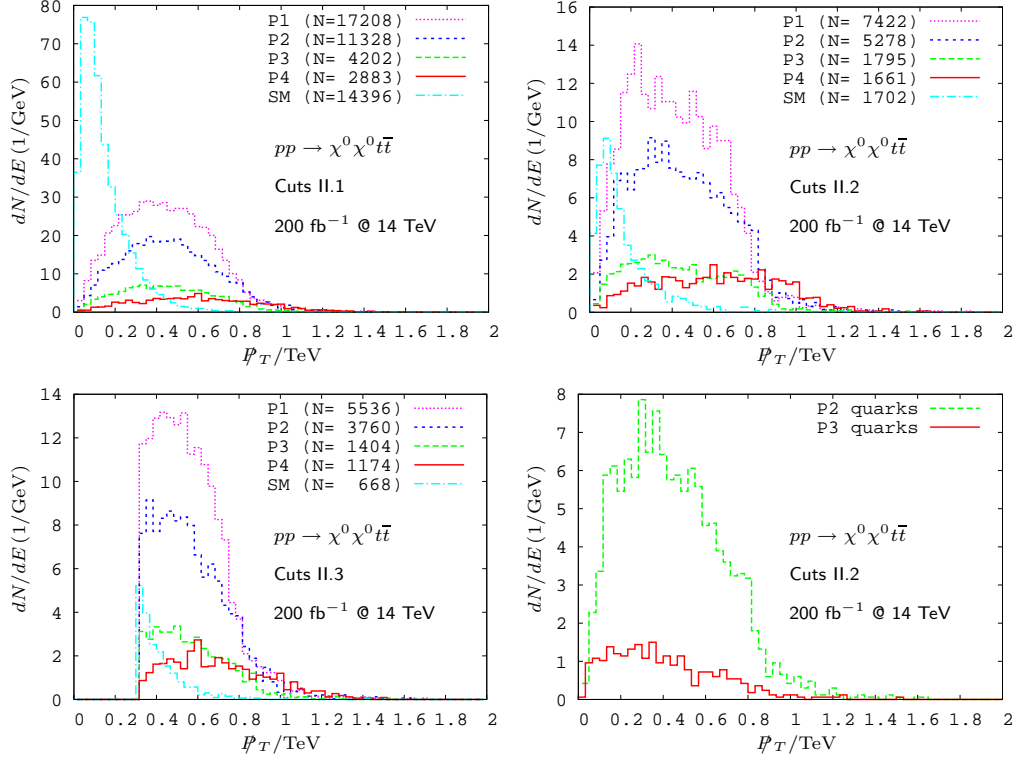 P1 (N=17208)
P2 (N=11328)
P3 (N= 4202)
P4 (N= 2883)
SM (N=14396)
pp → χ⁰χ⁰tt̅
Cuts II.1
200 fb⁻¹ @ 14 TeV
dN/dE (1/GeV)
80
70
60
50
40
30
20
10
0
0 0.2 0.4 0.6 0.8 1 1.2 1.4 1.6 1.8 2
P̸_T/TeV
P1 (N= 7422)
P2 (N= 5278)
P3 (N= 1795)
P4 (N= 1661)
SM (N= 1702)
pp → χ⁰χ⁰tt̅
Cuts II.2
200 fb⁻¹ @ 14 TeV
dN/dE (1/GeV)
16
14
12
10
8
6
4
2
0
0 0.2 0.4 0.6 0.8 1 1.2 1.4 1.6 1.8 2
P̸_T/TeV
P1 (N= 5536)
P2 (N= 3760)
P3 (N= 1404)
P4 (N= 1174)
SM (N= 668)
pp → χ⁰χ⁰tt̅
Cuts II.3
200 fb⁻¹ @ 14 TeV
dN/dE (1/GeV)
14
12
10
8
6
4
2
0
0 0.2 0.4 0.6 0.8 1 1.2 1.4 1.6 1.8 2
P̸_T/TeV
P2 quarks
P3 quarks
pp → χ⁰χ⁰tt̅
Cuts II.2
200 fb⁻¹ @ 14 TeV
dN/dE (1/GeV)
8
7
6
5
4
3
2
1
0
0 0.2 0.4 0.6 0.8 1 1.2 1.4 1.6 1.8 2
P̸_T/TeV